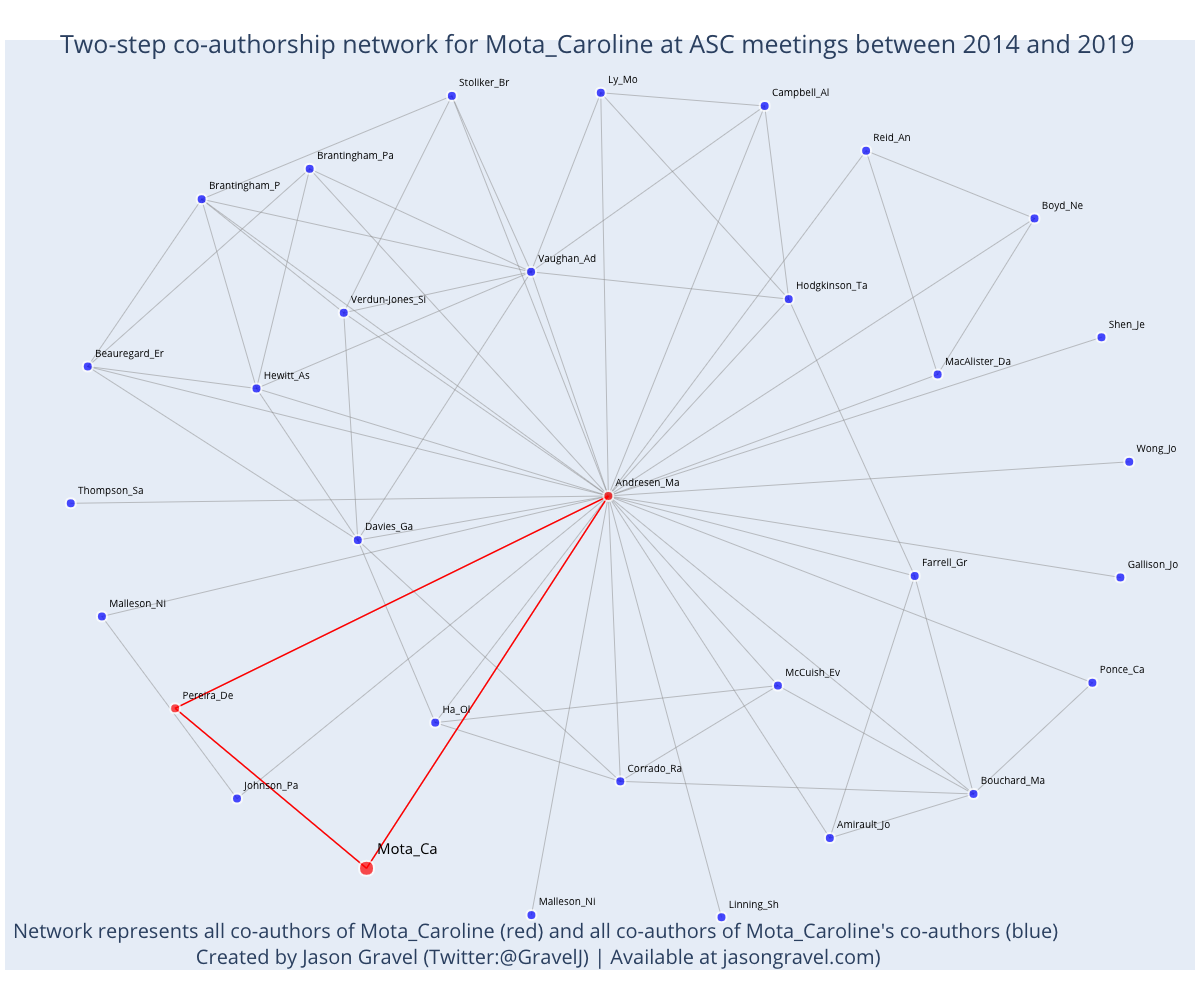 Two-step co-authorship network for Mota_Caroline at ASC meetings between 2014 and 2019
Stoliker_Br
Ly_Mo
Campbell_Al
Reid_An
Brantingham_Pa
Brantingham_P
Boyd_Ne
Vaughan_Ad
Hodgkinson_Ta
Verdun-Jones_Si
Shen_Je
Beauregard_Er
MacAlister_Da
Hewitt_As
Wong_Jo
Andresen_Ma
Thompson_Sa
Davies_Ga
Farrell_Gr
Gallison_Jo
Malleson_Ni
McCuish_Ev
Ponce_Ca
Pereira_De
Ha_Ol
Corrado_Ra
Bouchard_Ma
Johnson_Pa
Amirault_Jo
Mota_Ca
Malleson_Ni
Linning_Sh
Network represents all co-authors of Mota_Caroline (red) and all co-authors of Mota_Caroline's co-authors (blue)
Created by Jason Gravel (Twitter:@GravelJ) | Available at jasongravel.com)